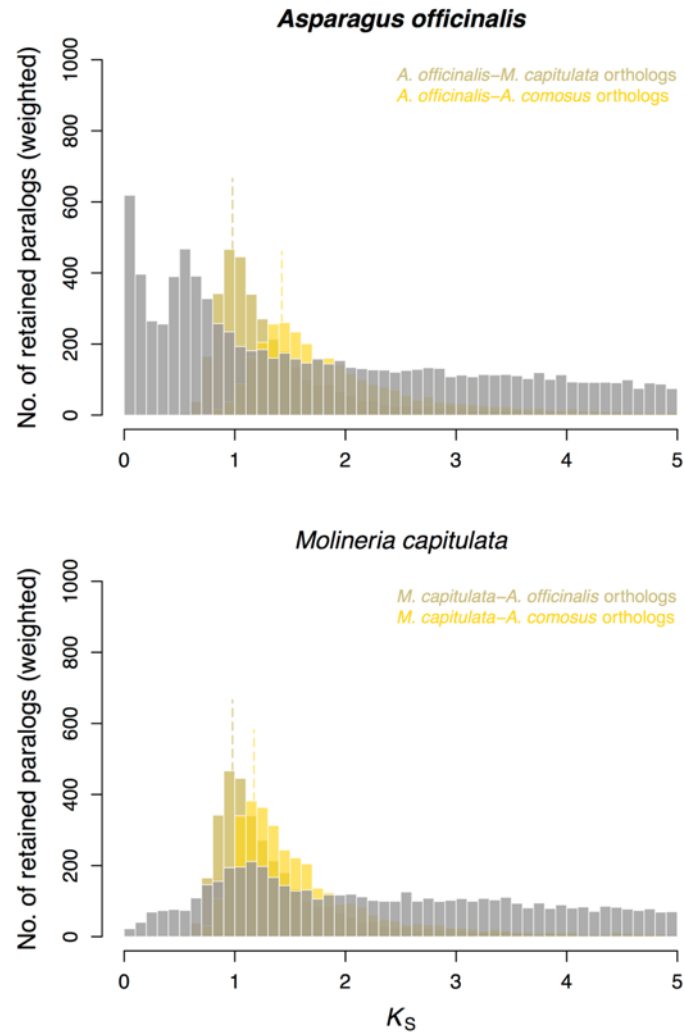 Asparagus officinalis
No. of retained paralogs (weighted)
1000
800
600
400
200
0
A. officinalis–M. capitulata orthologs
A. officinalis–A. comosus orthologs
0 1 2 3 4 5
Molineria capitulata
No. of retained paralogs (weighted)
1000
800
600
400
200
0
M. capitulata–A. officinalis orthologs
M. capitulata–A. comosus orthologs
0 1 2 3 4 5
KS